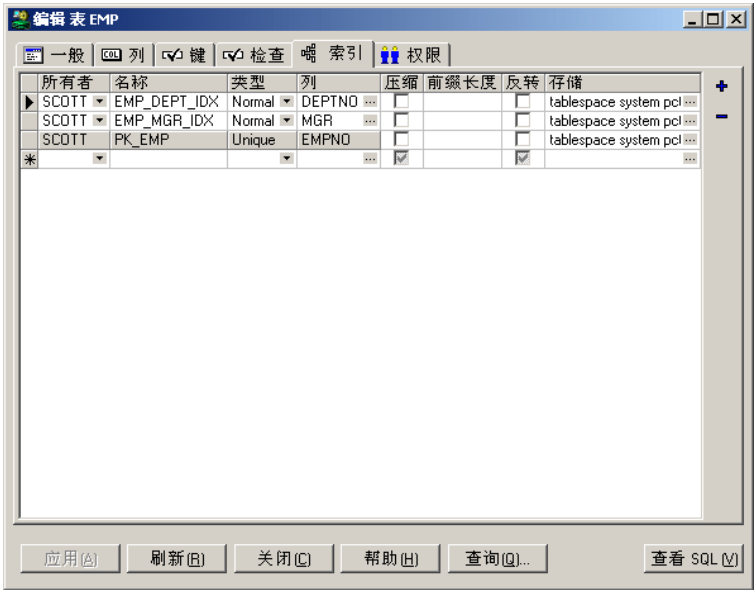 编辑 表 EMP
一般 COL 列 键 检查 索引 权限
所有者 名称 类型 列 压缩 前缀长度 反转 存储
SCOTT EMP_DEPT_IDX Normal DEPTNO ... tablespace system pct ...
SCOTT EMP_MGR_IDX Normal MGR ... tablespace system pct ...
SCOTT PK_EMP Unique EMPNO tablespace system pct ...
... ...
应用(A) 刷新(R) 关闭(C) 帮助(H) 查询(Q)... 查看 SQL (V)